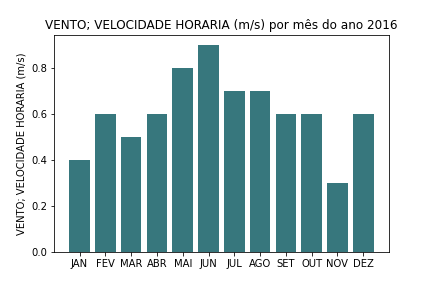 VENTO; VELOCIDADE HORARIA (m/s) por mês do ano 2016
VENTO; VELOCIDADE HORARIA (m/s)
0.8
0.6
0.4
0.2
0.0
JAN FEV MAR ABR MAI JUN JUL AGO SET OUT NOV DEZ